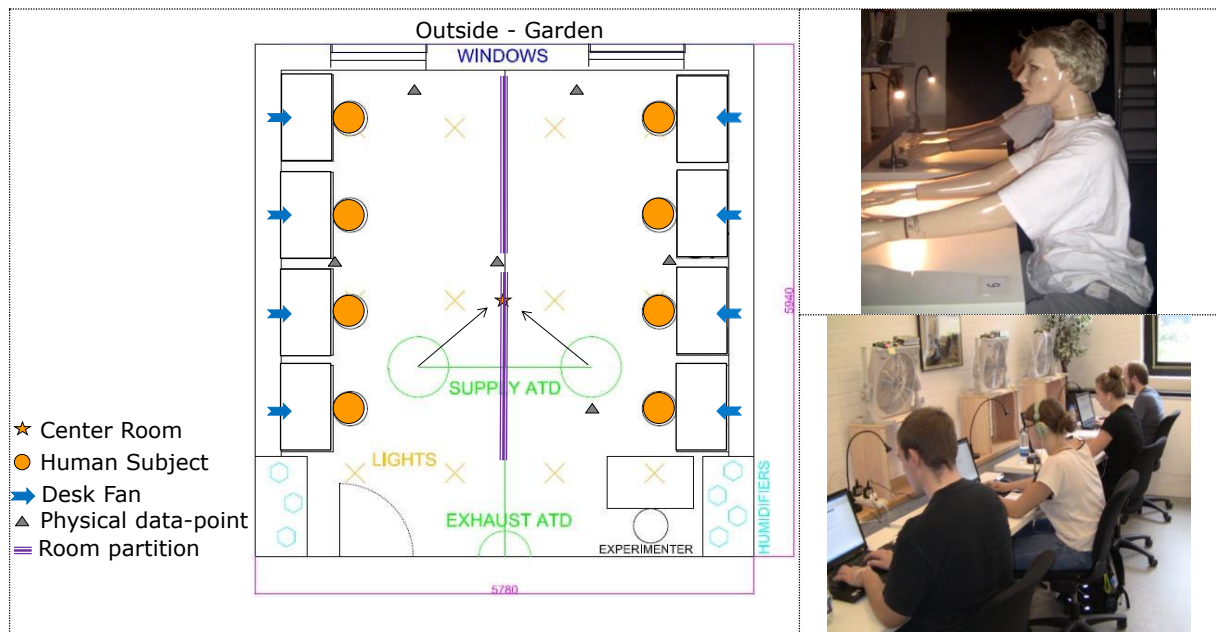 Outside - Garden
WINDOWS
5940
SUPPLY ATD
LIGHTS
EXHAUST ATD
HUMIDIFIERS
EXPERIMENTER
5780
Center Room
Human Subject
Desk Fan
Physical data-point
Room partition
6